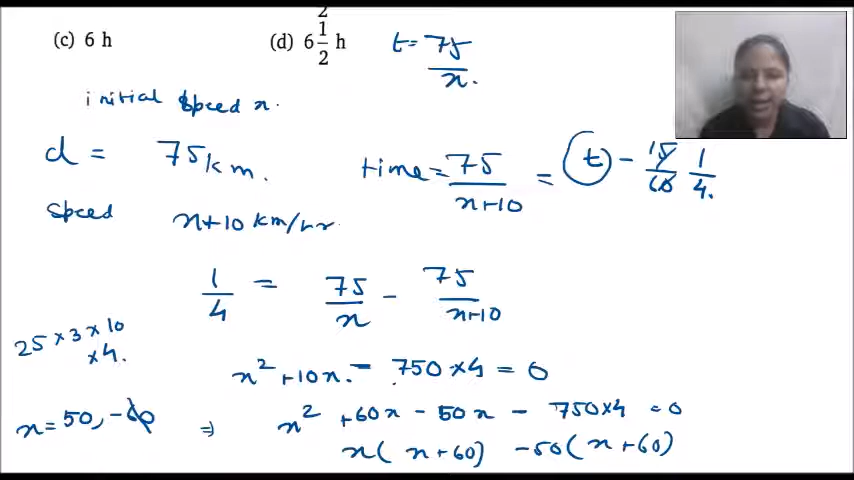 (c) 6 h (d) 6 1/2 h t = 75/x.
2
initial speed x.
d = 75 km. time = 75/x+10 = t - 15/60 1/4.
speed x+10 km/hr
1/4 = 75/x - 75/x+10
25 × 3 × 10 × 4.
x² + 10x. - 750 × 4 = 0
x = 50, -60 ⇒ x² + 60x - 50x - 750×4 = 0
x( x+60) -50( x+60)